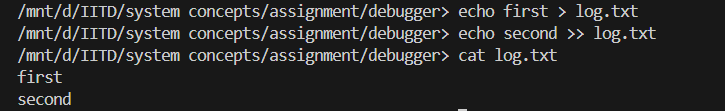 /mnt/d/IITD/system concepts/assignment/debugger> echo first > log.txt
/mnt/d/IITD/system concepts/assignment/debugger> echo second >> log.txt
/mnt/d/IITD/system concepts/assignment/debugger> cat log.txt
first
second